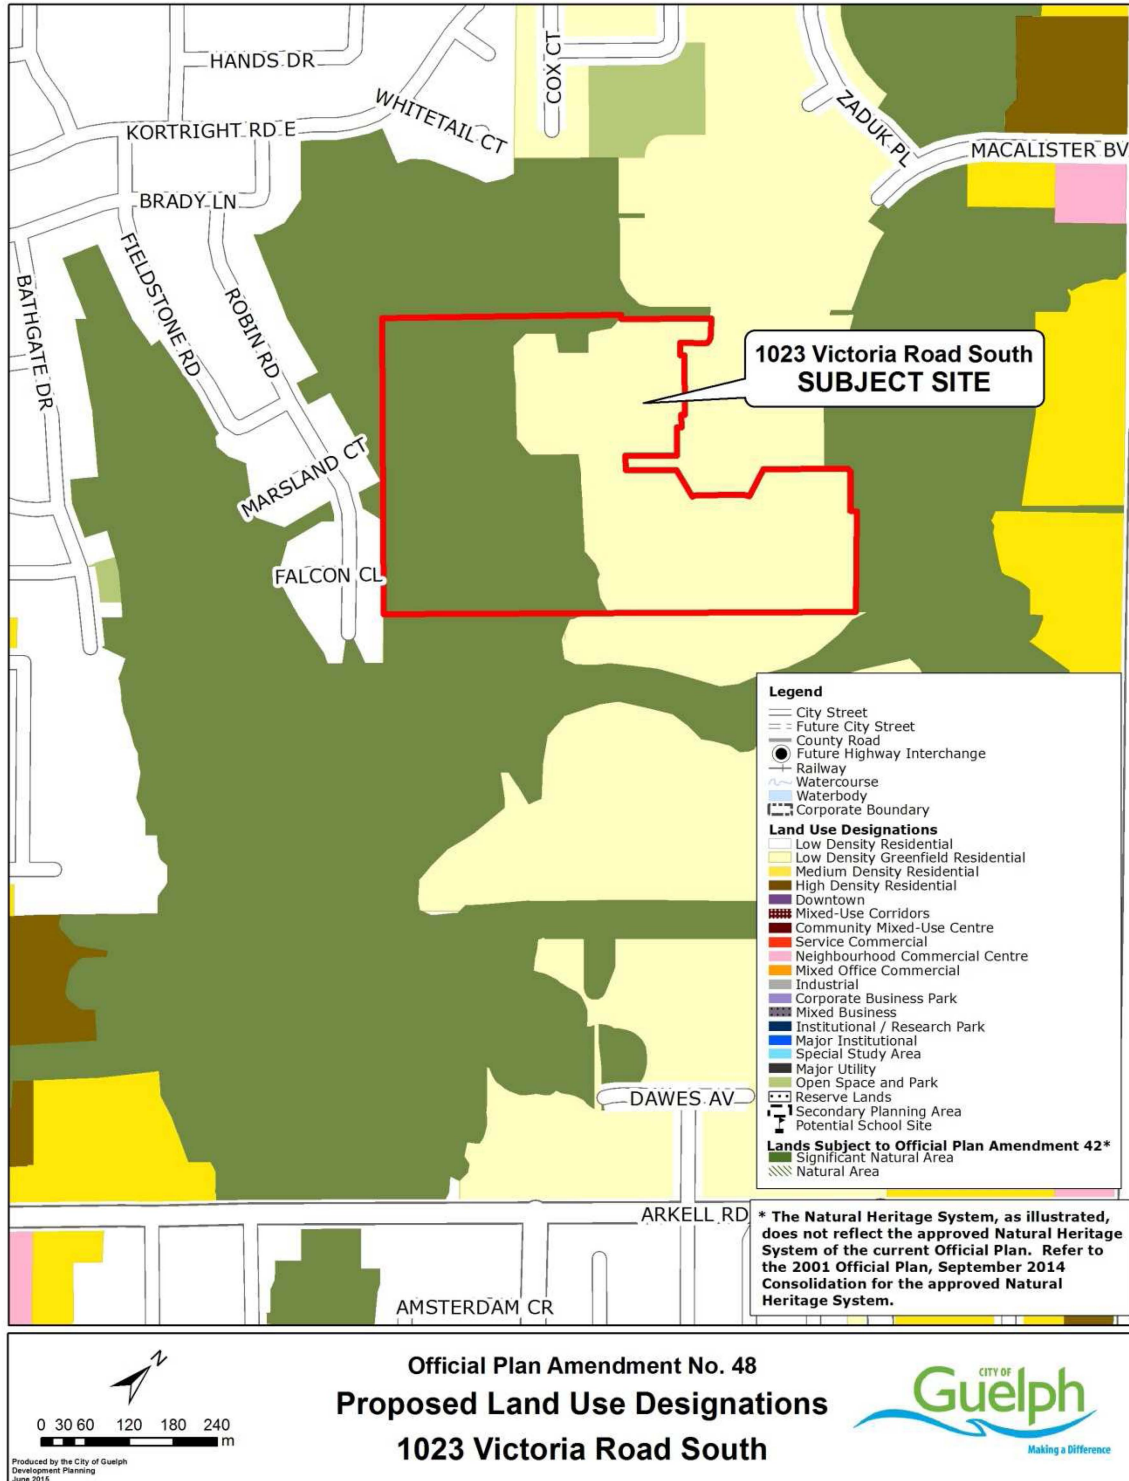 HANDS DR
COX CT
WHITETAIL CT
KORTRIGHT RD E
ZADUK PL
MACALISTER BV
BRADY LN
FIELDSTONE RD
ROBIN RD
BATHGATE DR
1023 Victoria Road South
SUBJECT SITE
MARSLAND CT
FALCON CL
Legend
City Street
Future City Street
County Road
Future Highway Interchange
Railway
Watercourse
Waterbody
Corporate Boundary
Land Use Designations
Low Density Residential
Low Density Greenfield Residential
Medium Density Residential
High Density Residential
Downtown
Mixed-Use Corridors
Community Mixed-Use Centre
Service Commercial
Neighbourhood Commercial Centre
Mixed Office Commercial
Industrial
Corporate Business Park
Mixed Business
Institutional / Research Park
Major Institutional
Special Study Area
Major Utility
Open Space and Park
Reserve Lands
Secondary Planning Area
Potential School Site
Lands Subject to Official Plan Amendment 42*
Significant Natural Area
Natural Area
DAWES AV
ARKELL RD
* The Natural Heritage System, as illustrated,
does not reflect the approved Natural Heritage
System of the current Official Plan. Refer to
the 2001 Official Plan, September 2014
Consolidation for the approved Natural
Heritage System.
AMSTERDAM CR
N
0 30 60 120 180 240
m
Produced by the City of Guelph
Development Planning
June 2015
Official Plan Amendment No. 48
Proposed Land Use Designations
1023 Victoria Road South
CITY OF
Guelph
Making a Difference